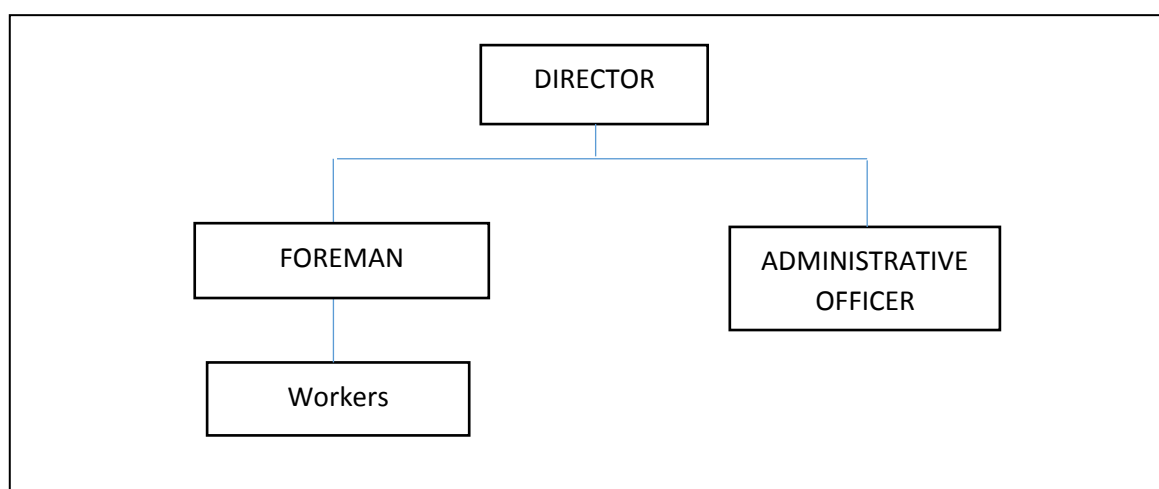 DIRECTOR
FOREMAN
ADMINISTRATIVE
OFFICER
Workers